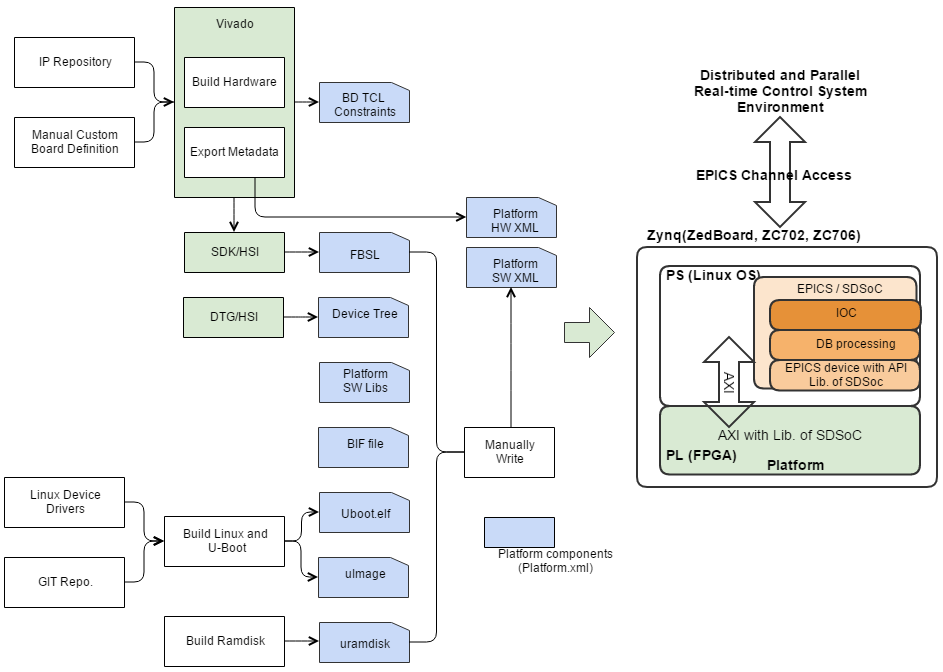 Vivado
IP Repository
Build Hardware
BD TCL
Constraints
Manual Custom
Board Definition
Export Metadata
Platform
HW XML
SDK/HSI
FBSL
Platform
SW XML
DTG/HSI
Device Tree
Platform
SW Libs
BIF file
Manually
Write
Linux Device
Drivers
Uboot.elf
Build Linux and
U-Boot
GIT Repo.
uImage
Build Ramdisk
uramdisk
Platform components
(Platform.xml)
Distributed and Parallel
Real-time Control System
Environment
EPICS Channel Access
Zynq(ZedBoard, ZC702, ZC706)
PS (Linux OS)
EPICS / SDSoC
IOC
DB processing
EPICS device with API
Lib. of SDSoc
AXI
AXI with Lib. of SDSoC
PL (FPGA)
Platform